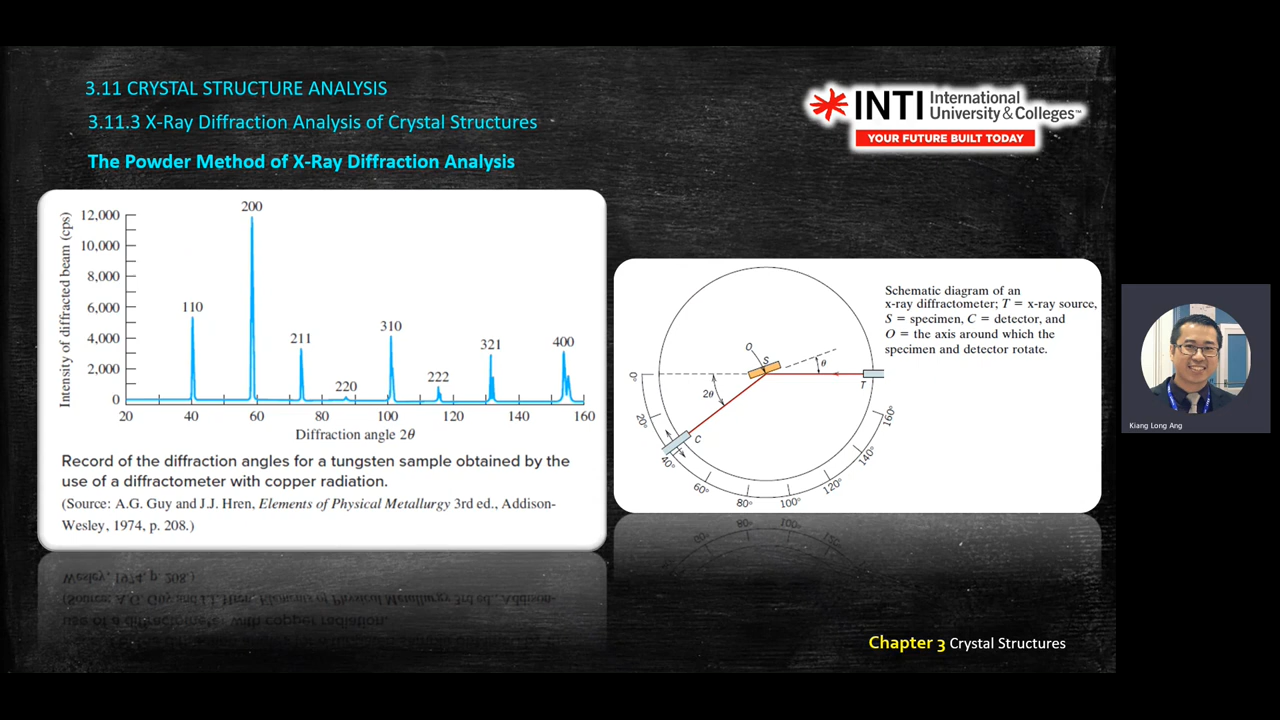 3.11 CRYSTAL STRUCTURE ANALYSIS
3.11.3 X-Ray Diffraction Analysis of Crystal Structures
The Powder Method of X-Ray Diffraction Analysis
INTI International
University & Colleges™
YOUR FUTURE BUILT TODAY
Intensity of diffracted beam (cps)
12,000
10,000
8,000
6,000
4,000
2,000
0
110
200
211
220
310
222
321
400
20
40
60
80
100
120
140
160
Diffraction angle 2θ
Record of the diffraction angles for a tungsten sample obtained by the
use of a diffractometer with copper radiation.
(Source: A.G. Guy and J.J. Hren, Elements of Physical Metallurgy 3rd ed., Addison-
Wesley, 1974, p. 208.)
Schematic diagram of an
x-ray diffractometer; T = x-ray source,
S = specimen, C = detector, and
O = the axis around which the
specimen and detector rotate.
O
S
θ
T
2θ
C
0°
20°
40°
60°
80°
100°
120°
140°
160°
Kiang Long Ang
Chapter 3 Crystal Structures